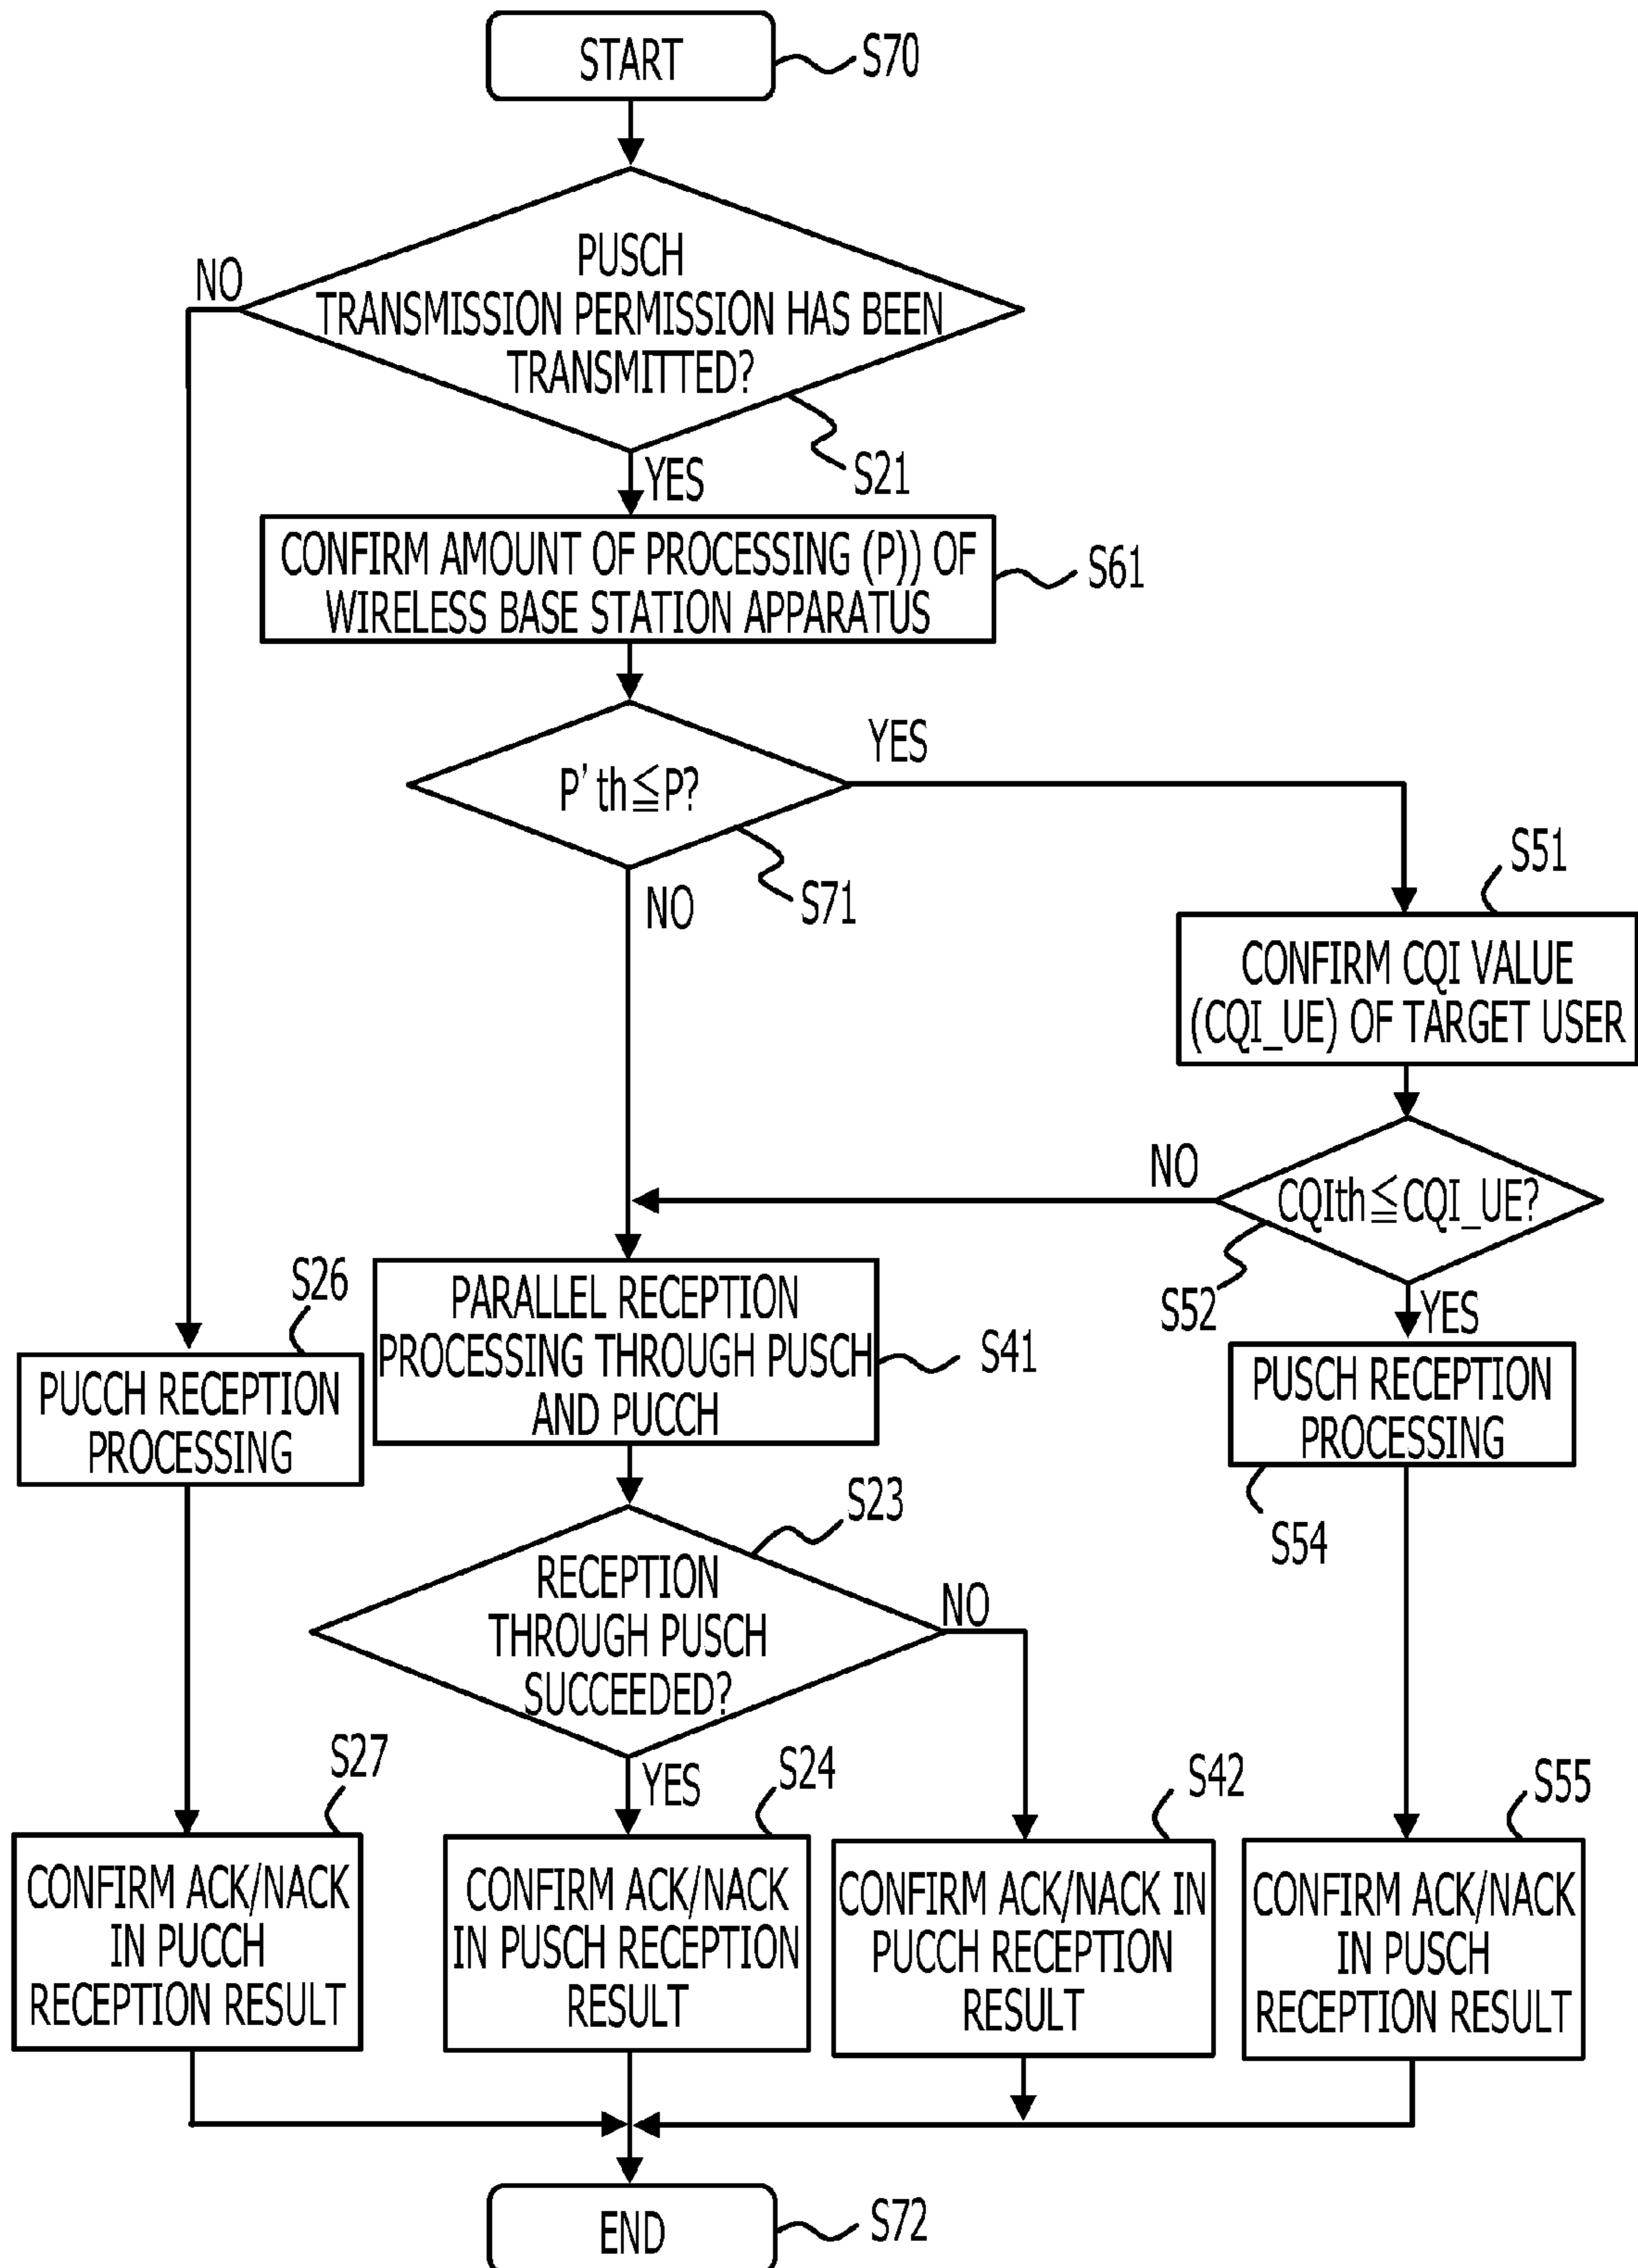 START
S70
PUSCH
TRANSMISSION PERMISSION HAS BEEN
TRANSMITTED?
NO
S21
YES
CONFIRM AMOUNT OF PROCESSING (P)) OF
WIRELESS BASE STATION APPARATUS
S61
P'th≦P?
YES
S71
NO
S51
CONFIRM CQI VALUE
(CQI_UE) OF TARGET USER
NO
CQIth≦CQI_UE?
S52
YES
S26
PUCCH RECEPTION
PROCESSING
PARALLEL RECEPTION
PROCESSING THROUGH PUSCH
AND PUCCH
S41
PUSCH RECEPTION
PROCESSING
S54
S23
RECEPTION
THROUGH PUSCH
SUCCEEDED?
NO
YES
S27
CONFIRM ACK/NACK
IN PUCCH
RECEPTION RESULT
S24
CONFIRM ACK/NACK
IN PUSCH RECEPTION
RESULT
S42
CONFIRM ACK/NACK IN
PUCCH RECEPTION
RESULT
S55
CONFIRM ACK/NACK
IN PUSCH
RECEPTION RESULT
END
S72